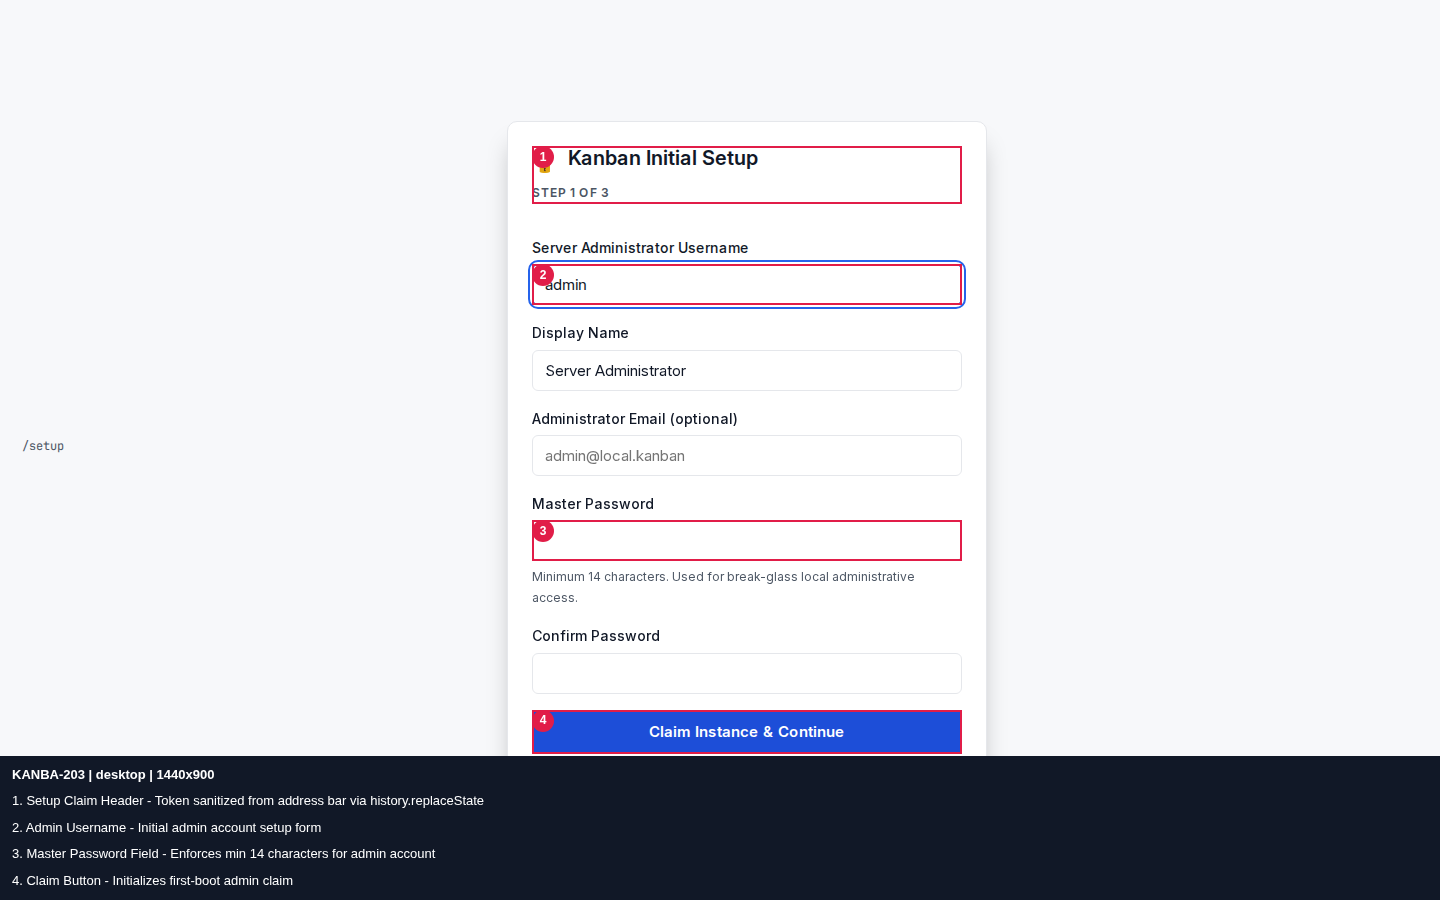 1
Kanban Initial Setup
STEP 1 OF 3
Server Administrator Username
2
admin
Display Name
Server Administrator
Administrator Email (optional)
admin@local.kanban
/setup
Master Password
3
Minimum 14 characters. Used for break-glass local administrative
access.
Confirm Password
4
Claim Instance & Continue
KANBA-203 | desktop | 1440x900
1. Setup Claim Header - Token sanitized from address bar via history.replaceState
2. Admin Username - Initial admin account setup form
3. Master Password Field - Enforces min 14 characters for admin account
4. Claim Button - Initializes first-boot admin claim